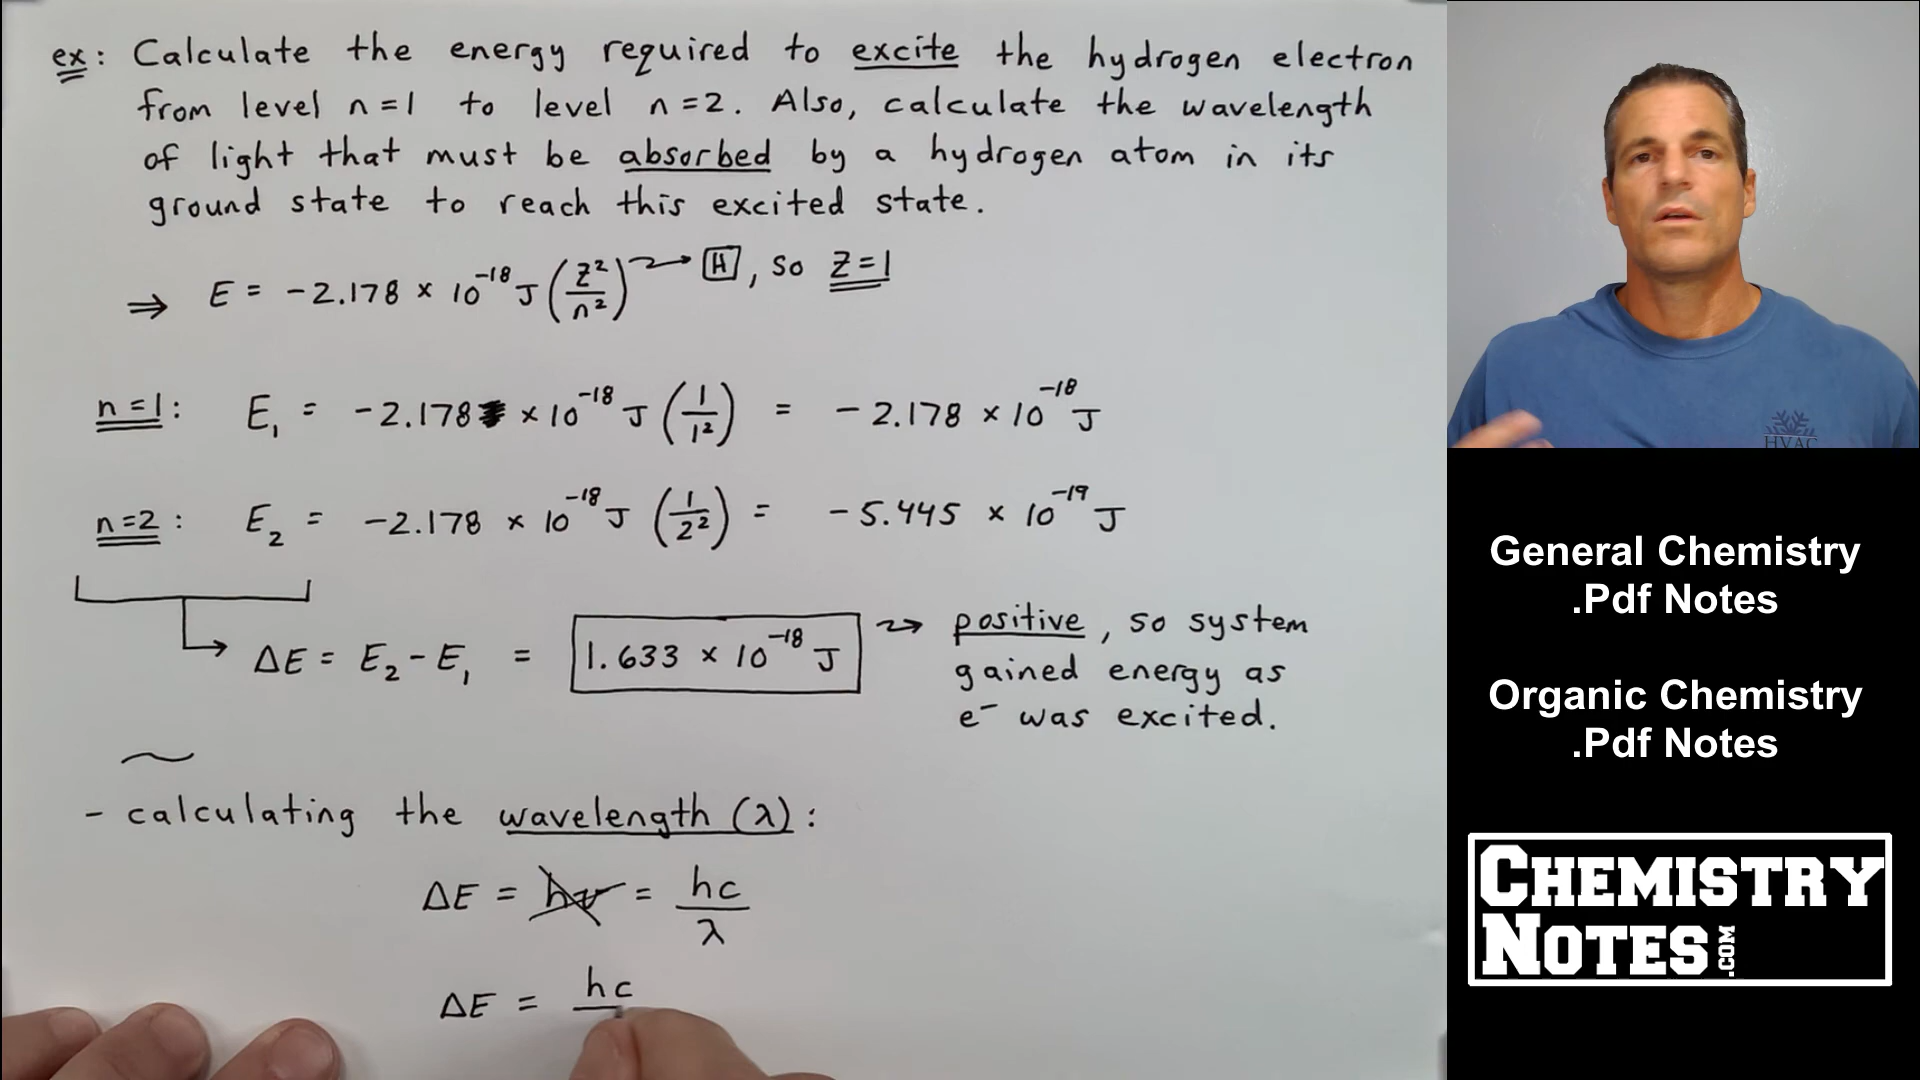 ex: Calculate the energy required to excite the hydrogen electron
from level n=1 to level n=2. Also, calculate the wavelength
of light that must be absorbed by a hydrogen atom in its
ground state to reach this excited state.
⇒ E = -2.178 × 10⁻¹⁸ J (Z²/n²) → H, so Z=1
n=1: E₁ = -2.178 × 10⁻¹⁸ J (1/1²) = -2.178 × 10⁻¹⁸ J
n=2: E₂ = -2.178 × 10⁻¹⁸ J (1/2²) = -5.445 × 10⁻¹⁹ J
ΔE = E₂ - E₁ = 1.633 × 10⁻¹⁸ J → positive, so system
gained energy as
e⁻ was excited.
- calculating the wavelength (λ):
ΔE = hν = hc/λ
ΔE = hc
HVAC
General Chemistry
.Pdf Notes
Organic Chemistry
.Pdf Notes
CHEMISTRY
NOTES.COM